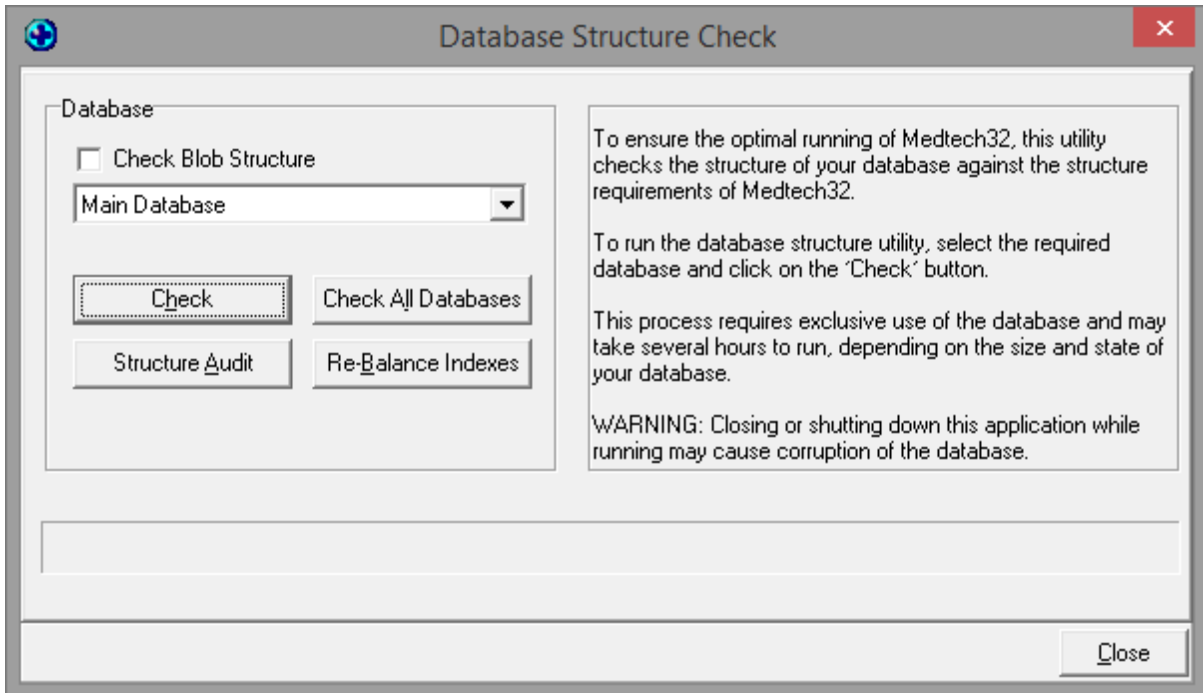 Database Structure Check
Database
Check Blob Structure
Main Database
Check
Check All Databases
Structure Audit
Re-Balance Indexes
To ensure the optimal running of Medtech32, this utility
checks the structure of your database against the structure
requirements of Medtech32.
To run the database structure utility, select the required
database and click on the ‘Check’ button.
This process requires exclusive use of the database and may
take several hours to run, depending on the size and state of
your database.
WARNING: Closing or shutting down this application while
running may cause corruption of the database.
Close